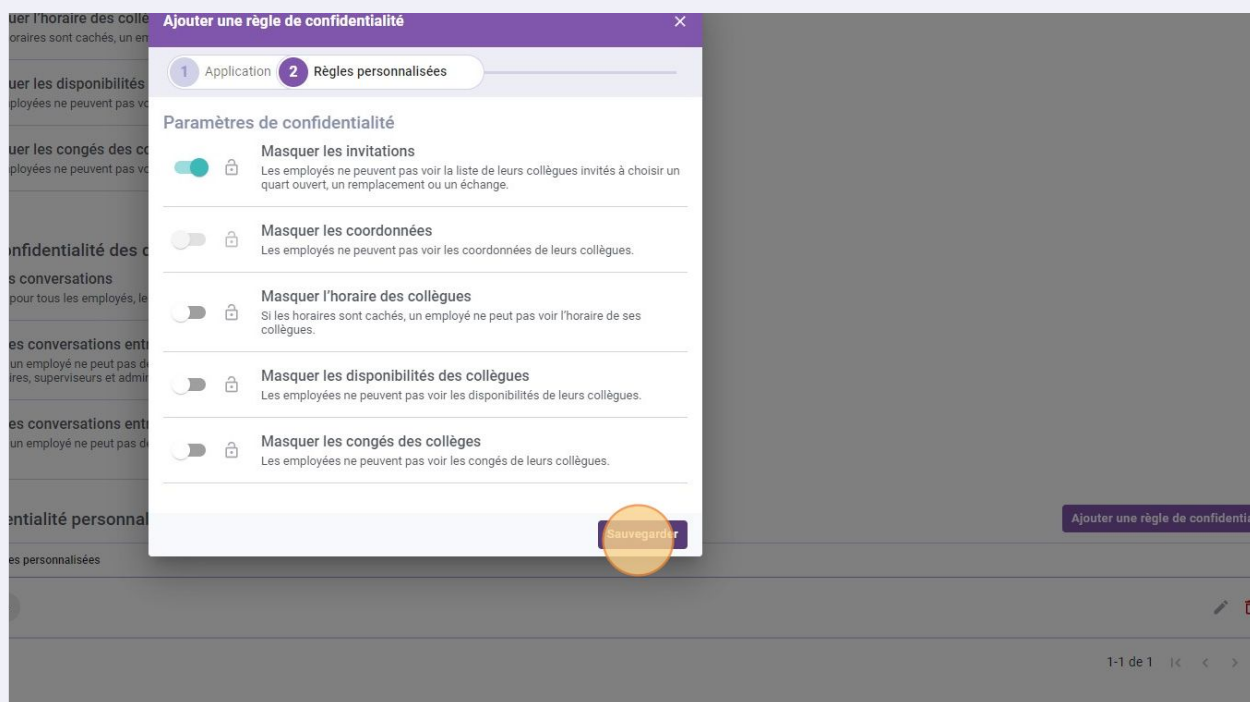 Ajouter une règle de confidentialité
1 Application 2 Règles personnalisées
Paramètres de confidentialité
Masquer les invitations
Les employés ne peuvent pas voir la liste de leurs collègues invités à choisir un
quart ouvert, un remplacement ou un échange.
Masquer les coordonnées
Les employés ne peuvent pas voir les coordonnées de leurs collègues.
Masquer l'horaire des collègues
Si les horaires sont cachés, un employé ne peut pas voir l'horaire de ses
collègues.
Masquer les disponibilités des collègues
Les employées ne peuvent pas voir les disponibilités de leurs collègues.
Masquer les congés des collèges
Les employées ne peuvent pas voir les congés de leurs collègues.
Sauvegarder
uer l'horaire des collè
oraires sont cachés, un em
uer les disponibilités
ployées ne peuvent pas vo
uer les congés des co
ployées ne peuvent pas vo
onfidentialité des c
s conversations
pour tous les employés, le
es conversations entr
un employé ne peut pas de
ires, superviseurs et admin
es conversations entr
un employé ne peut pas de
entialité personnal
Ajouter une règle de confidentia
es personnalisées
1-1 de 1